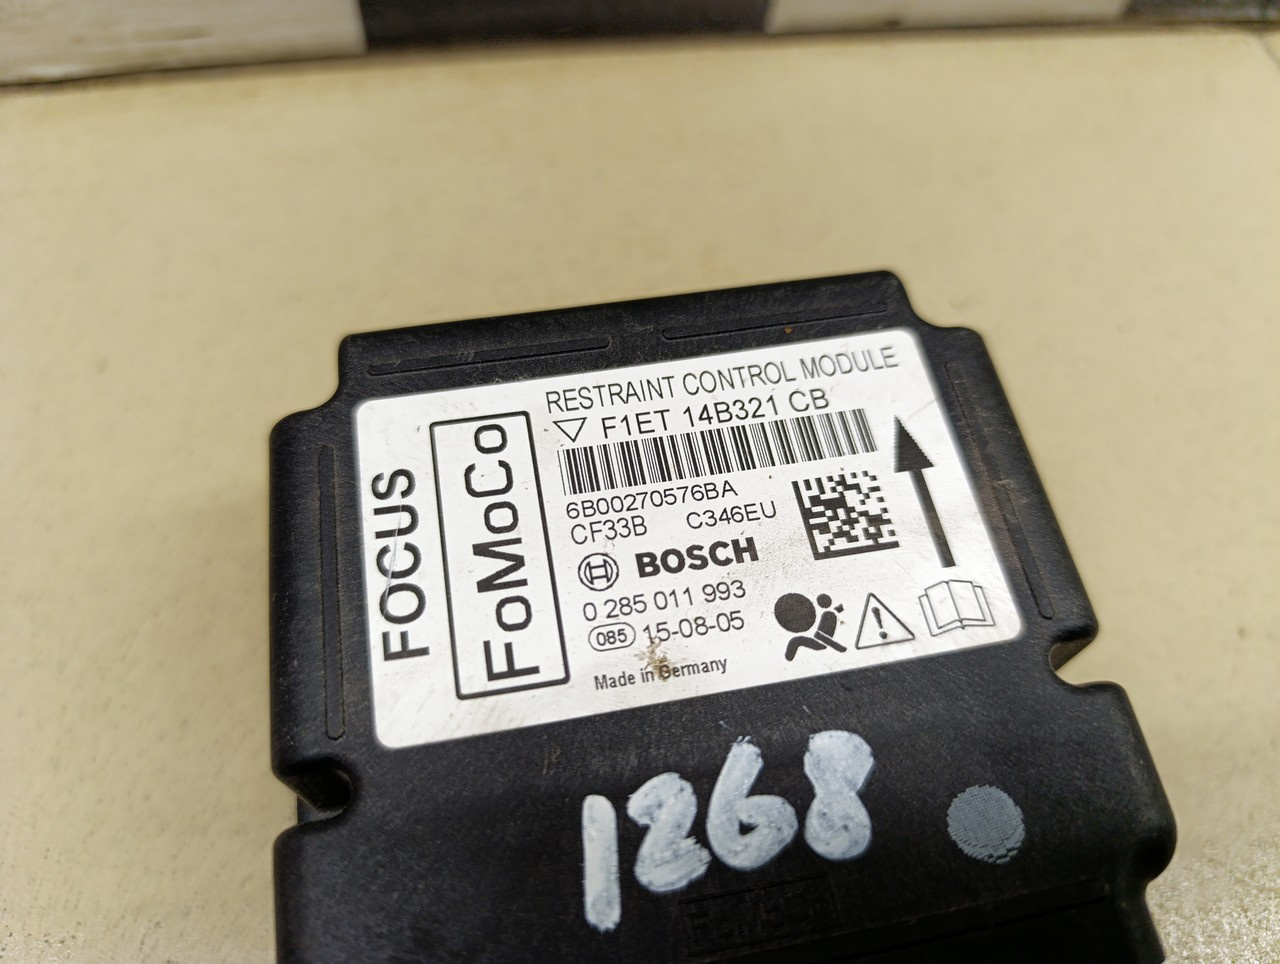 RESTRAINT CONTROL MODULE
F1ET 14B321 CB
6B00270576BA
CF33B C346EU
BOSCH
0 285 011 993
085 15-08-05
Made in Germany
FOCUS
FoMoCo
1268
FoMoCo